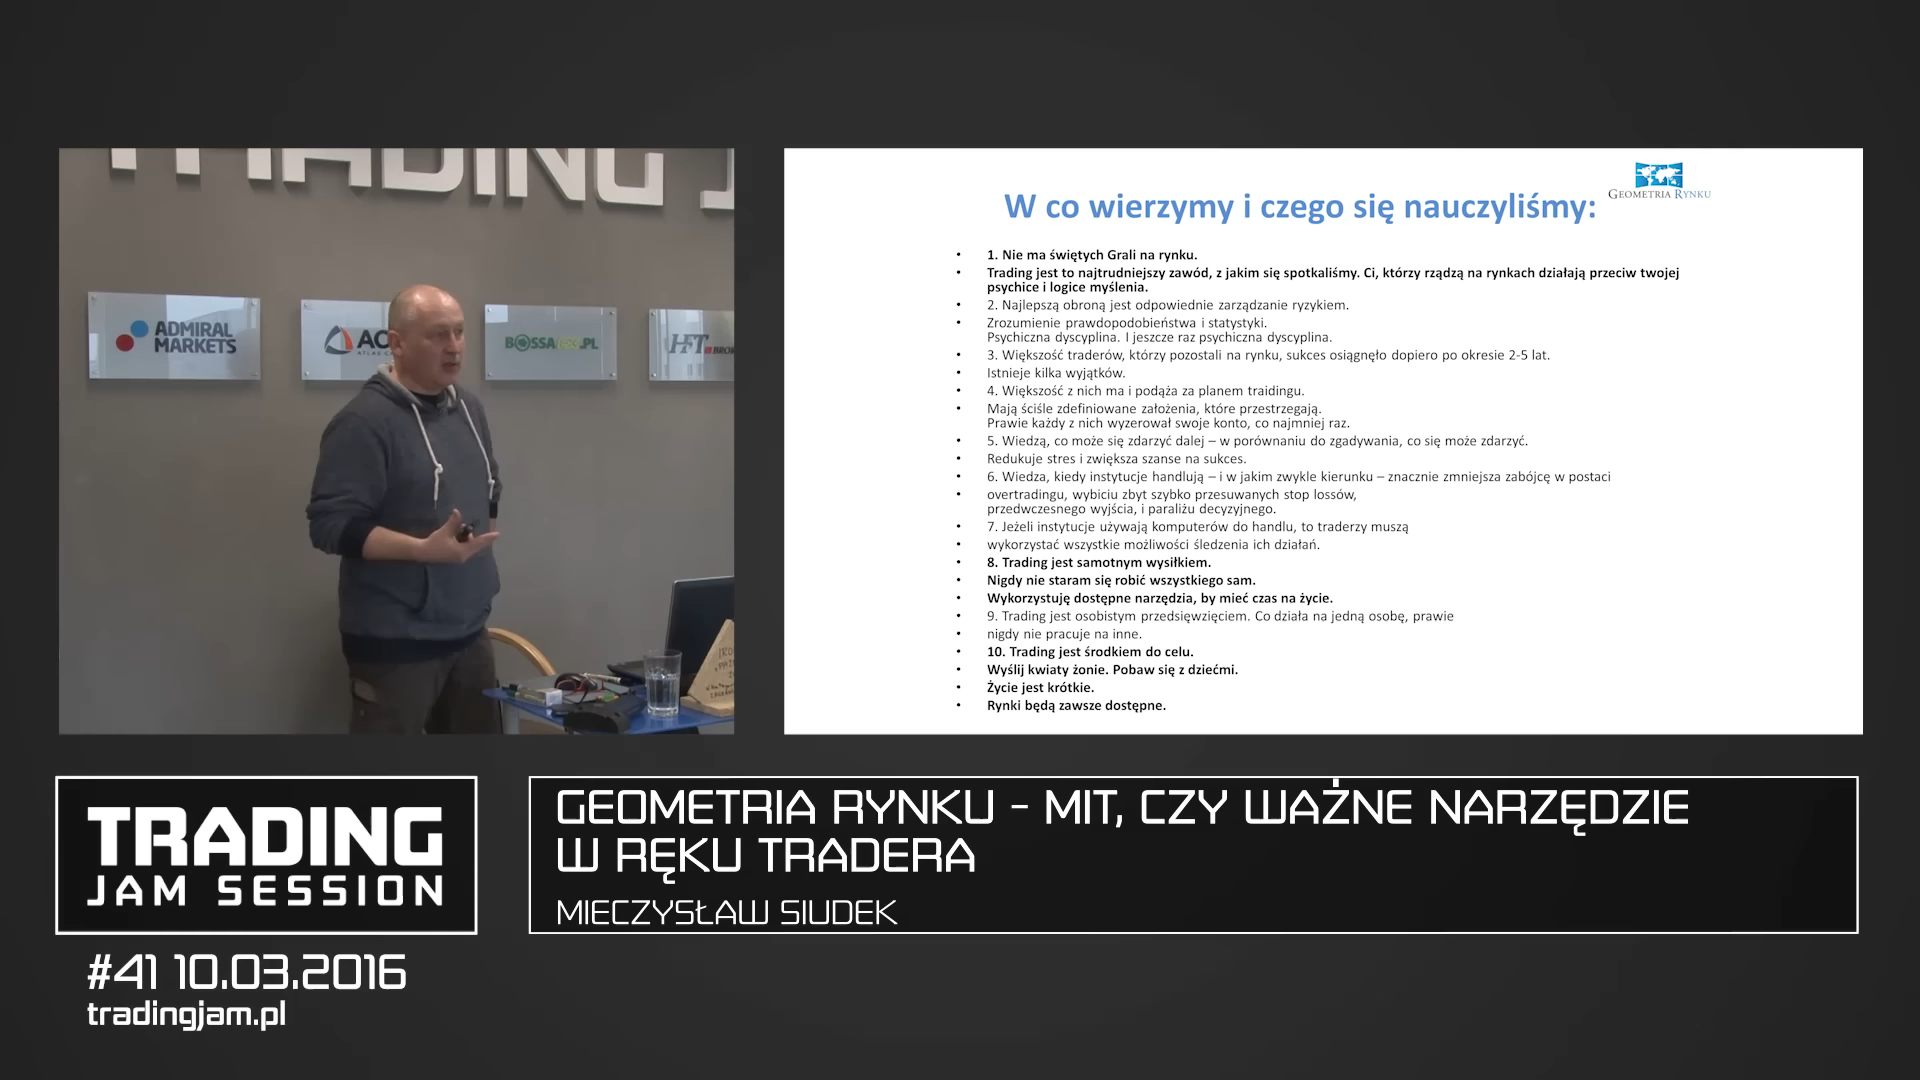 TRADING J
ADMIRAL
MARKETS
BOSSAFX.PL
HFT
GEOMETRIA RYNKU
W co wierzymy i czego się nauczyliśmy:
• 1. Nie ma świętych Grali na rynku.
• Trading jest to najtrudniejszy zawód, z jakim się spotkaliśmy. Ci, którzy rządzą na rynkach działają przeciw twojej
psychice i logice myślenia.
• 2. Najlepszą obroną jest odpowiednie zarządzanie ryzykiem.
• Zrozumienie prawdopodobieństwa i statystyki.
Psychiczna dyscyplina. I jeszcze raz psychiczna dyscyplina.
• 3. Większość traderów, którzy pozostali na rynku, sukces osiągnęło dopiero po okresie 2-5 lat.
• Istnieje kilka wyjątków.
• 4. Większość z nich ma i podąża za planem traidingu.
• Mają ściśle zdefiniowane założenia, które przestrzegają.
Prawie każdy z nich wyzerował swoje konto, co najmniej raz.
• 5. Wiedzą, co może się zdarzyć dalej – w porównaniu do zgadywania, co się może zdarzyć.
• Redukuje stres i zwiększa szanse na sukces.
• 6. Wiedza, kiedy instytucje handlują – i w jakim zwykle kierunku – znacznie zmniejsza zabójcę w postaci
• overtradingu, wybiciu zbyt szybko przesuwanych stop lossów,
przedwczesnego wyjścia, i paraliżu decyzyjnego.
• 7. Jeżeli instytucje używają komputerów do handlu, to traderzy muszą
• wykorzystać wszystkie możliwości śledzenia ich działań.
• 8. Trading jest samotnym wysiłkiem.
• Nigdy nie staram się robić wszystkiego sam.
• Wykorzystuję dostępne narzędzia, by mieć czas na życie.
• 9. Trading jest osobistym przedsięwzięciem. Co działa na jedną osobę, prawie
• nigdy nie pracuje na inne.
• 10. Trading jest środkiem do celu.
• Wyślij kwiaty żonie. Pobaw się z dziećmi.
• Życie jest krótkie.
• Rynki będą zawsze dostępne.
TRADING
JAM SESSION
GEOMETRIA RYNKU - MIT, CZY WAŻNE NARZĘDZIE
W RĘKU TRADERA
MIECZYSŁAW SIUDEK
#41 10.03.2016
tradingjam.pl